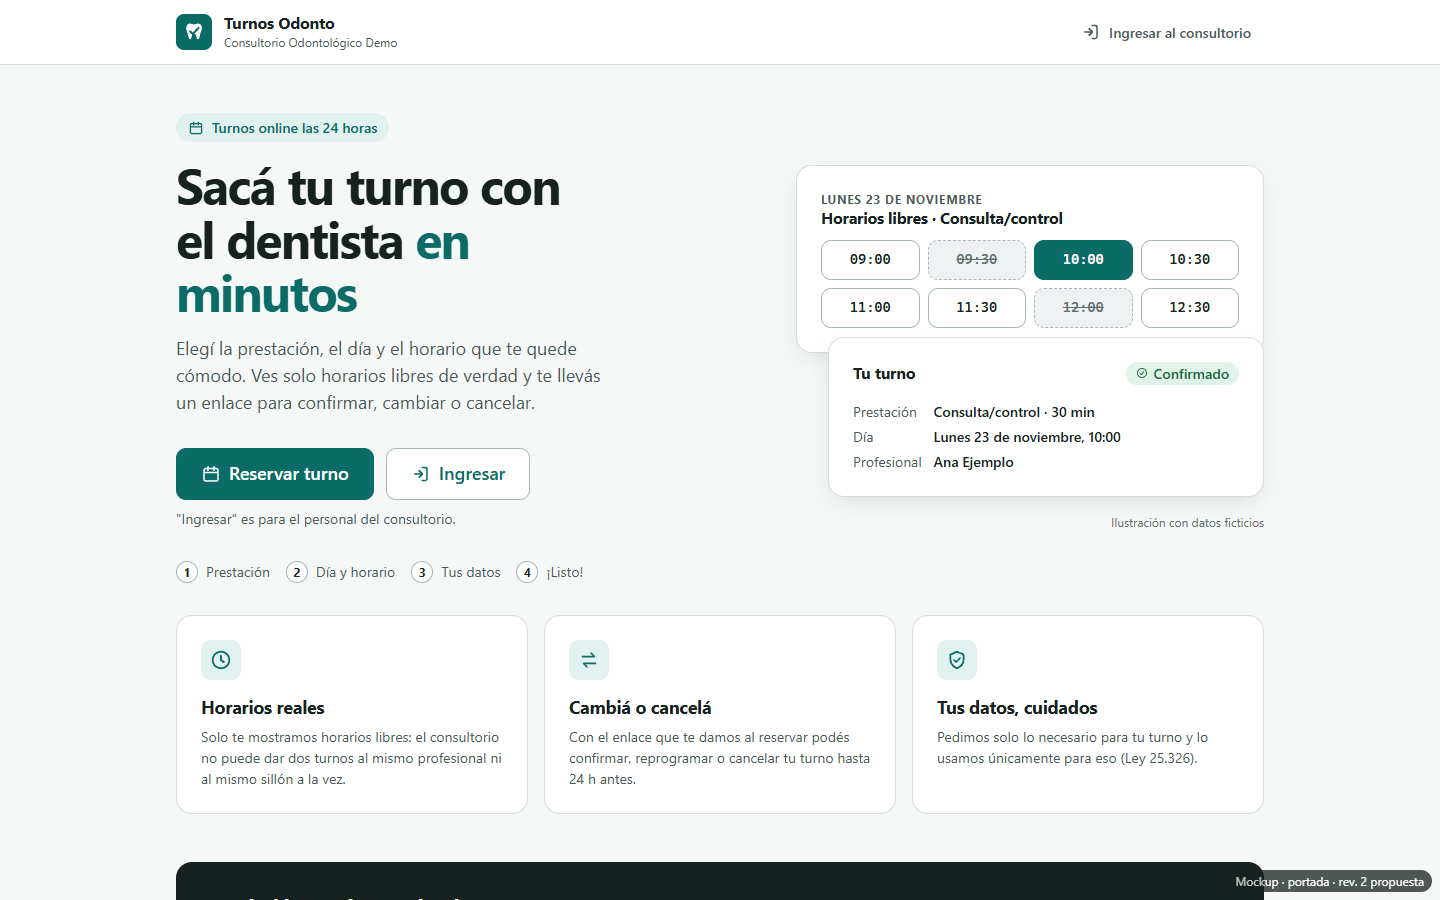 Turnos Odonto
Consultorio Odontológico Demo
Ingresar al consultorio
Turnos online las 24 horas
Sacá tu turno con
el dentista en
minutos
Elegí la prestación, el día y el horario que te quede
cómodo. Ves solo horarios libres de verdad y te llevás
un enlace para confirmar, cambiar o cancelar.
Reservar turno
Ingresar
"Ingresar" es para el personal del consultorio.
1 Prestación 2 Día y horario 3 Tus datos 4 ¡Listo!
LUNES 23 DE NOVIEMBRE
Horarios libres · Consulta/control
09:00 09:30 10:00 10:30
11:00 11:30 12:00 12:30
Tu turno
Confirmado
Prestación Consulta/control · 30 min
Día Lunes 23 de noviembre, 10:00
Profesional Ana Ejemplo
Ilustración con datos ficticios
Horarios reales
Solo te mostramos horarios libres: el consultorio
no puede dar dos turnos al mismo profesional ni
al mismo sillón a la vez.
Cambiá o cancelá
Con el enlace que te damos al reservar podés
confirmar, reprogramar o cancelar tu turno hasta
24 h antes.
Tus datos, cuidados
Pedimos solo lo necesario para tu turno y lo
usamos únicamente para eso (Ley 25.326).
Mockup · portada · rev. 2 propuesta